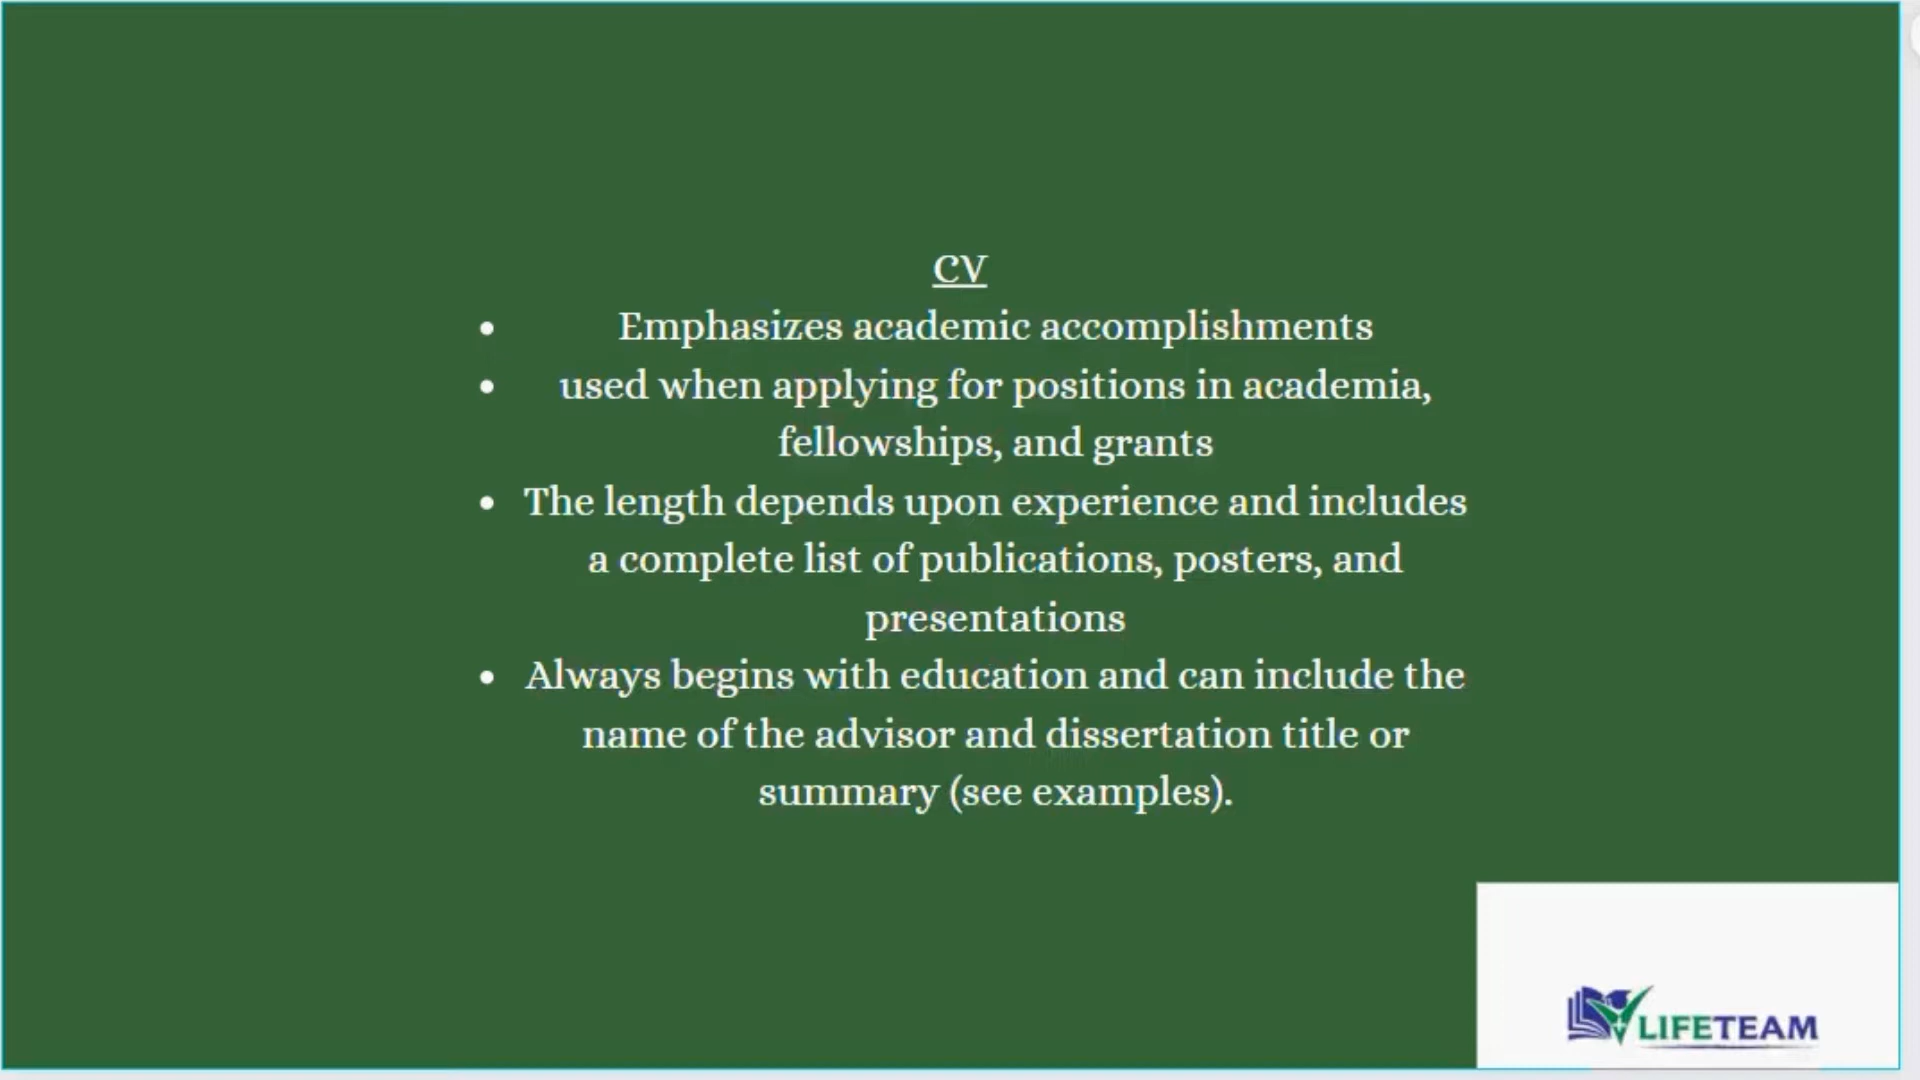 CV
• Emphasizes academic accomplishments
• used when applying for positions in academia,
fellowships, and grants
• The length depends upon experience and includes
a complete list of publications, posters, and
presentations
• Always begins with education and can include the
name of the advisor and dissertation title or
summary (see examples).
LIFETEAM